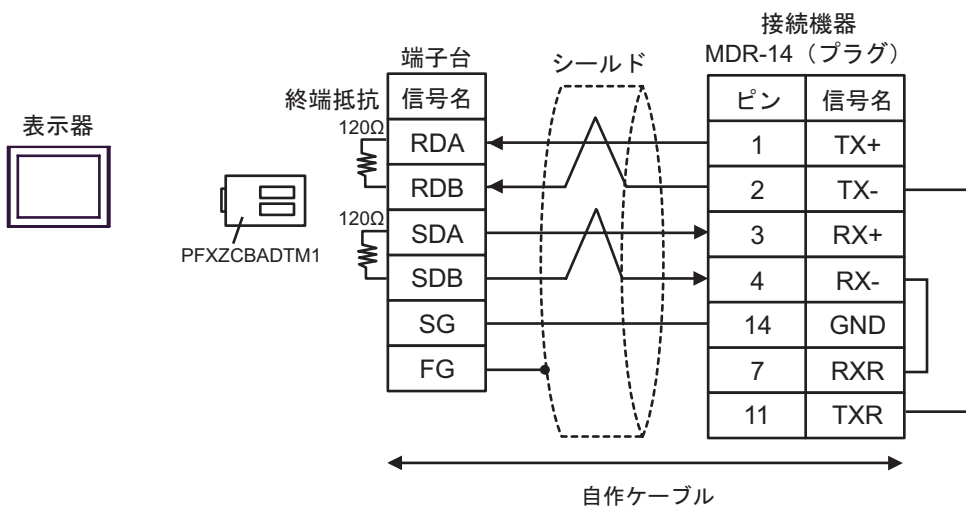 接続機器
MDR-14（プラグ）
端子台
シールド
終端抵抗
信号名
ピン
信号名
表示器
120Ω
RDA
1
TX+
RDB
2
TX-
120Ω
SDA
3
RX+
PFXZCBADTM1
SDB
4
RX-
SG
14
GND
FG
7
RXR
11
TXR
自作ケーブル